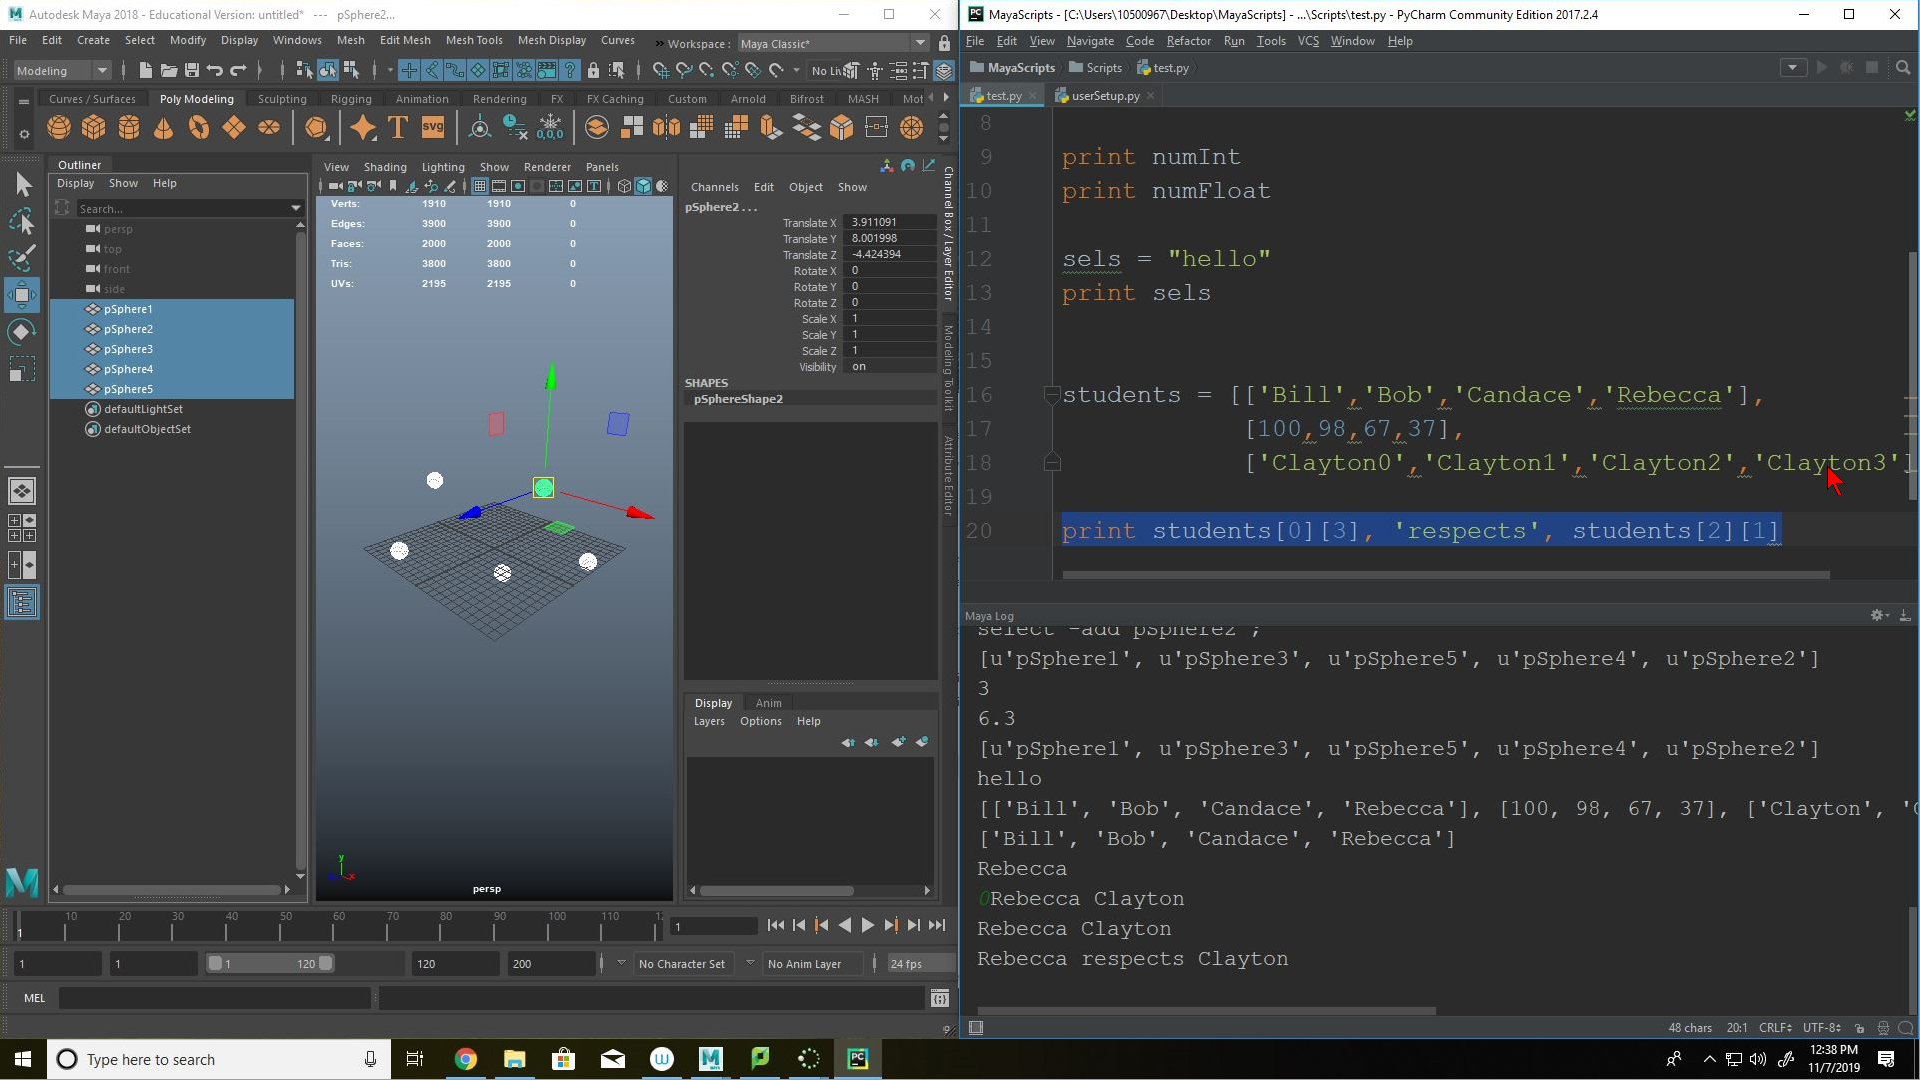 Autodesk Maya 2018 - Educational Version: untitled* --- pSphere2...
File Edit Create Select Modify Display Windows Mesh Edit Mesh Mesh Tools Mesh Display Curves
Workspace : Maya Classic*
Modeling
No Li
Curves / Surfaces Poly Modeling Sculpting Rigging Animation Rendering FX FX Caching Custom Arnold Bifrost MASH Mot
T SVG 0,0,0
Outliner
Display Show Help
Search...
persp
top
front
side
pSphere1
pSphere2
pSphere3
pSphere4
pSphere5
defaultLightSet
defaultObjectSet
View Shading Lighting Show Renderer Panels
Verts: 1910 1910 0
Edges: 3900 3900 0
Faces: 2000 2000 0
Tris: 3800 3800 0
UVs: 2195 2195 0
y
x
persp
Channels Edit Object Show
pSphere2 . . .
Translate X 3.911091
Translate Y 8.001998
Translate Z -4.424394
Rotate X 0
Rotate Y 0
Rotate Z 0
Scale X 1
Scale Y 1
Scale Z 1
Visibility on
SHAPES
pSphereShape2
Display Anim
Layers Options Help
Channel Box / Layer Editor
Modeling Toolkit
Attribute Editor
10 20 30 40 50 60 70 80 90 100 110 12
1
1
1 1 1 120 120 200 No Character Set No Anim Layer 24 fps
MEL
MayaScripts - [C:\Users\10500967\Desktop\MayaScripts] - ...\Scripts\test.py - PyCharm Community Edition 2017.2.4
File Edit View Navigate Code Refactor Run Tools VCS Window Help
MayaScripts Scripts test.py
test.py userSetup.py
8
9 print numInt
10 print numFloat
11
12 sels = "hello"
13 print sels
14
15
16 students = [['Bill','Bob','Candace','Rebecca'],
17 [100,98,67,37],
18 ['Clayton0','Clayton1','Clayton2','Clayton3']
19
20 print students[0][3], 'respects', students[2][1]
Maya Log
select -add pSphere2 ;
[u'pSphere1', u'pSphere3', u'pSphere5', u'pSphere4', u'pSphere2']
3
6.3
[u'pSphere1', u'pSphere3', u'pSphere5', u'pSphere4', u'pSphere2']
hello
[['Bill', 'Bob', 'Candace', 'Rebecca'], [100, 98, 67, 37], ['Clayton', 'C
['Bill', 'Bob', 'Candace', 'Rebecca']
Rebecca
0Rebecca Clayton
Rebecca Clayton
Rebecca respects Clayton
48 chars 20:1 CRLF UTF-8
Type here to search
12:38 PM
11/7/2019